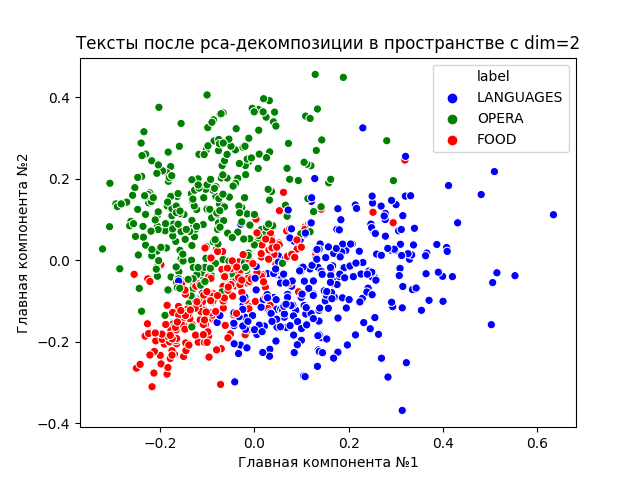 Тексты после pca-декомпозиции в пространстве с dim=2
label
LANGUAGES
OPERA
FOOD
Главная компонента №2
0.4
0.2
0.0
−0.2
−0.4
−0.2
0.0
0.2
0.4
0.6
Главная компонента №1